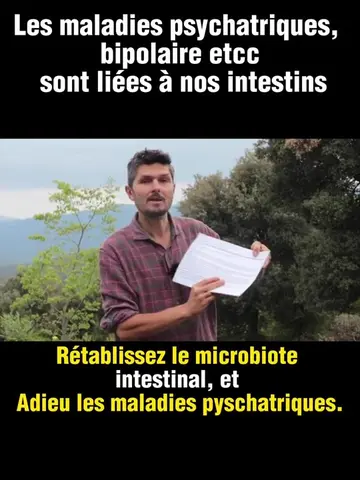 Les maladies psychatriques,
bipolaire etcc
sont liées à nos intestins
Rétablissez le microbiote
intestinal, et
Adieu les maladies pyschatriques.